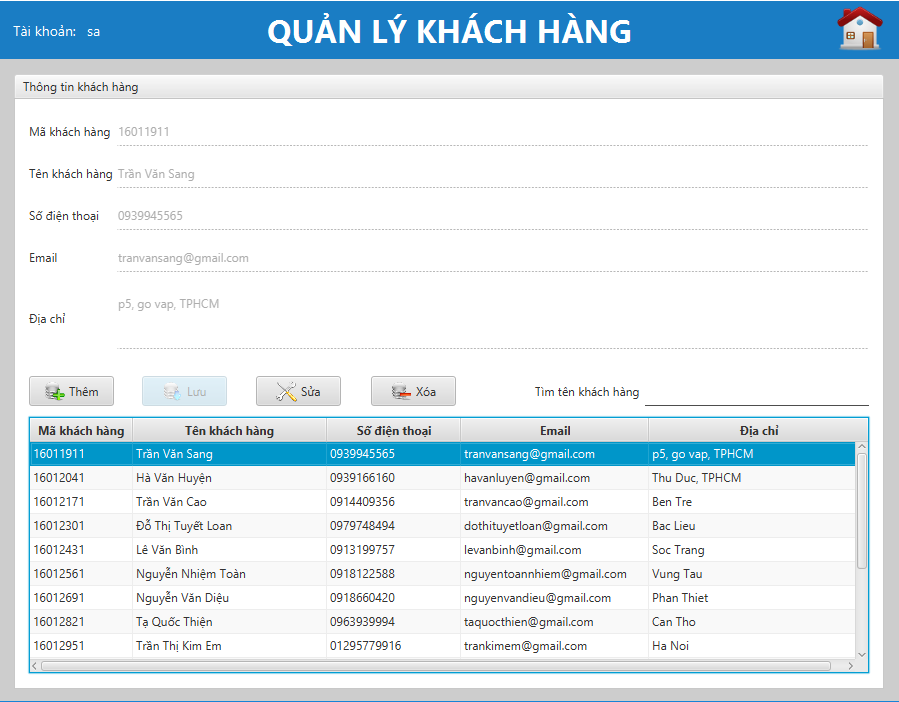 Tài khoản: sa
QUẢN LÝ KHÁCH HÀNG
Thông tin khách hàng
Mã khách hàng 16011911
Tên khách hàng Trần Văn Sang
Số điện thoại 0939945565
Email tranvansang@gmail.com
Địa chỉ p5, go vap, TPHCM
Thêm Lưu Sửa Xóa Tìm tên khách hàng
Mã khách hàng Tên khách hàng Số điện thoại Email Địa chỉ
16011911 Trần Văn Sang 0939945565 tranvansang@gmail.com p5, go vap, TPHCM
16012041 Hà Văn Huyện 0939166160 havanluyen@gmail.com Thu Duc, TPHCM
16012171 Trần Văn Cao 0914409356 tranvancao@gmail.com Ben Tre
16012301 Đỗ Thị Tuyết Loan 0979748494 dothituyetloan@gmail.com Bac Lieu
16012431 Lê Văn Bình 0913199757 levanbinh@gmail.com Soc Trang
16012561 Nguyễn Nhiệm Toàn 0918122588 nguyentoannhiem@gmail.com Vung Tau
16012691 Nguyễn Văn Diệu 0918660420 nguyenvandieu@gmail.com Phan Thiet
16012821 Tạ Quốc Thiện 0963939994 taquocthien@gmail.com Can Tho
16012951 Trần Thị Kim Em 01295779916 trankimem@gmail.com Ha Noi